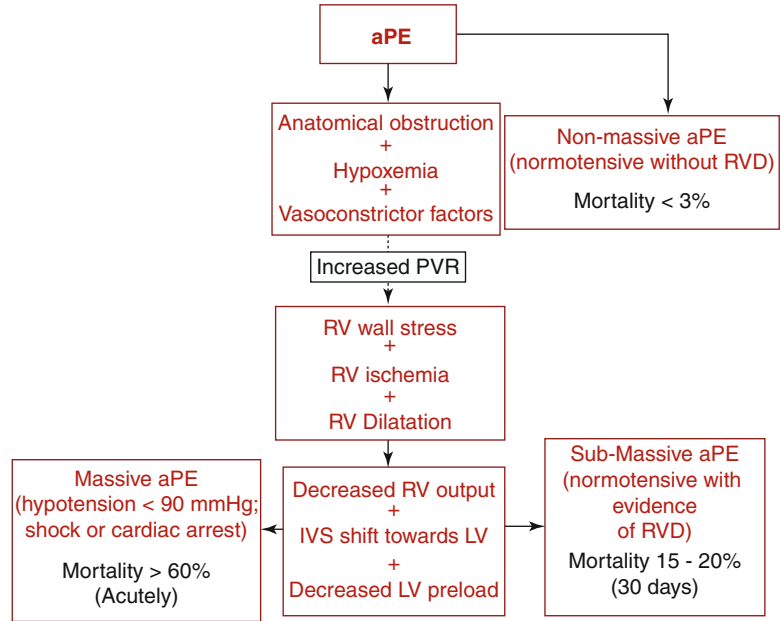 aPE
Anatomical obstruction
+
Hypoxemia
+
Vasoconstrictor factors
Non-massive aPE
(normotensive without RVD)
Mortality < 3%
Increased PVR
RV wall stress
+
RV ischemia
+
RV Dilatation
Massive aPE
(hypotension < 90 mmHg;
shock or cardiac arrest)
Mortality > 60%
(Acutely)
Decreased RV output
+
IVS shift towards LV
+
Decreased LV preload
Sub-Massive aPE
(normotensive with
evidence
of RVD)
Mortality 15 - 20%
(30 days)